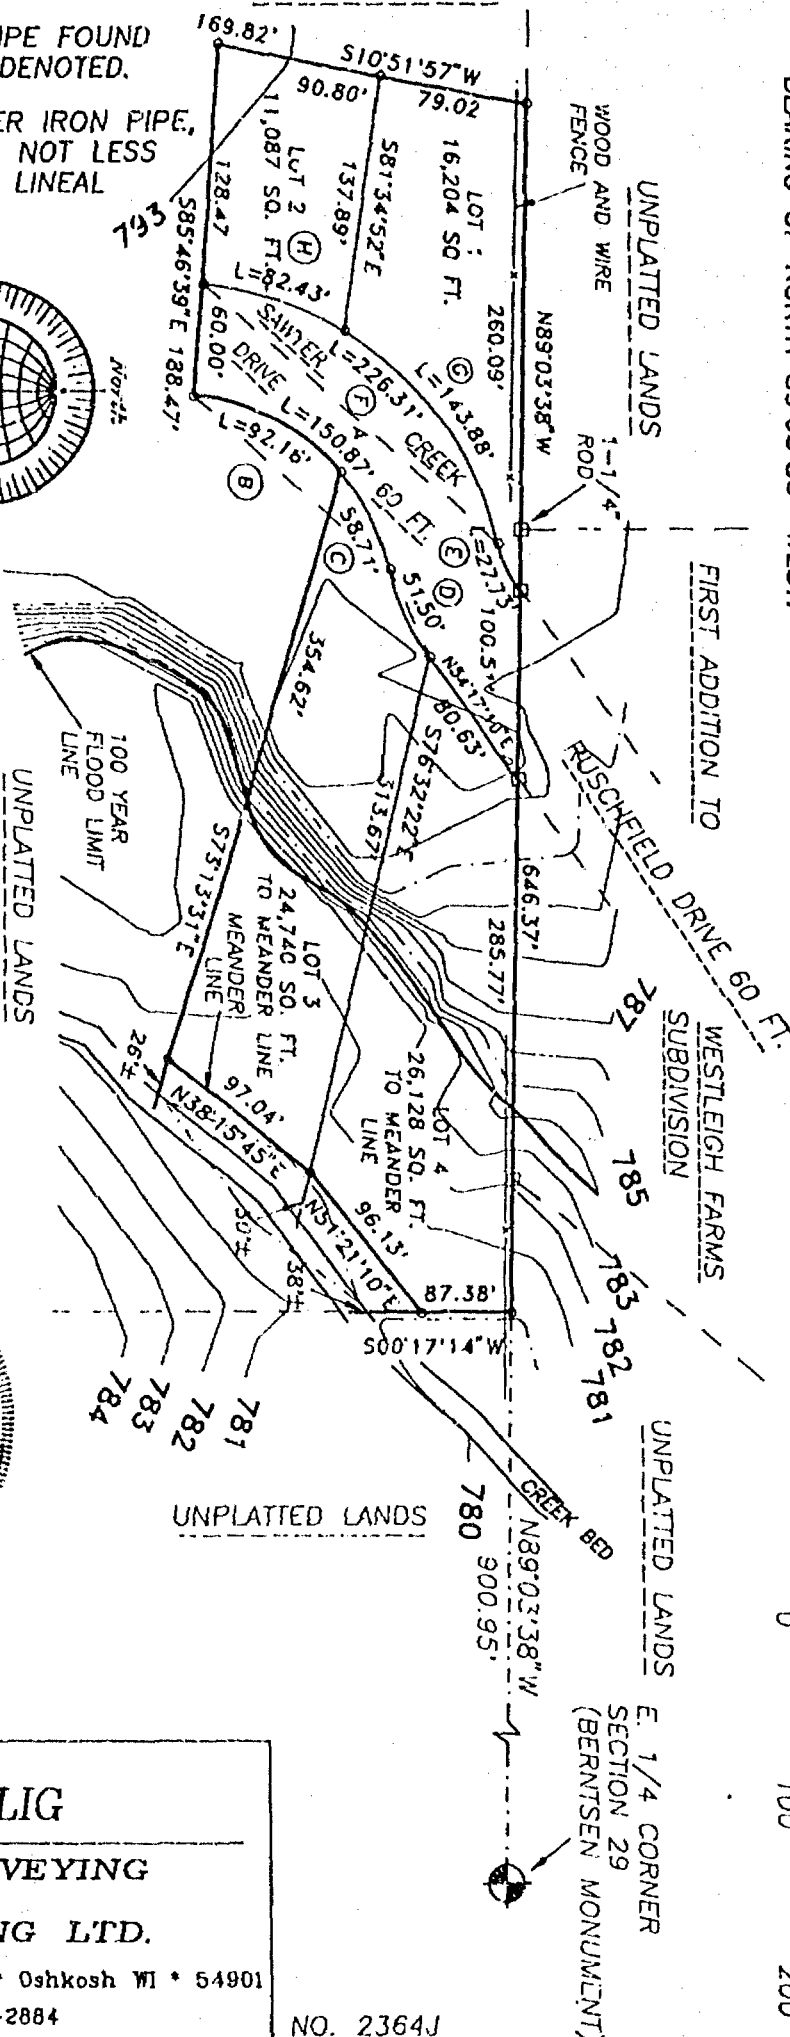 IPE FOUND
DENOTED.
ER IRON PIPE,
NOT LESS
LINEAL
793
North
169.82'
S10°51'57"W
90.80'
79.02
WOOD AND WIRE
FENCE
UNPLATTED LANDS
LOT 1
16,204 SQ FT.
260.09'
N89°03'38"W
S81°34'52"E
137.89'
LOT 2
11,087 SQ. FT.
H
128.47
S85°46'39"E 188.47'
60.00'
L=82.43'
L=226.31'
L=143.88'
G
SAWYER CREEK
DRIVE 60 FT.
F
L=150.87'
L=92.16'
B
58.71'
C
51.50'
E
D
1-1/4"
ROD
100.5
N54°17'10"E
80.63'
FIRST ADDITION TO
WESTLEIGH FARMS
SUBDIVISION
RUSCHFIELD DRIVE 60 FT.
354.62'
S76°32'22"E
313.67'
646.37'
285.77'
100 YEAR
FLOOD LIMIT
LINE
UNPLATTED LANDS
S73°13'31"E
LOT 3
24,740 SQ. FT.
TO MEANDER LINE
MEANDER
LINE
LOT 4
26,128 SQ. FT.
TO MEANDER
LINE
26'±
97.04'
N38°15'45"E
50'±
96.13'
N51°21'10"E
38'±
87.38'
S00°17'14"W
787
785
783
782
781
784
783
782
781
780
CREEK BED
UNPLATTED LANDS
UNPLATTED LANDS
N89°03'38"W
900.95'
E. 1/4 CORNER
SECTION 29
(BERNTSEN MONUMENT)
0 100 200
LIG
VEYING
NG LTD.
* Oshkosh WI * 54901
-2884
NO. 2364J